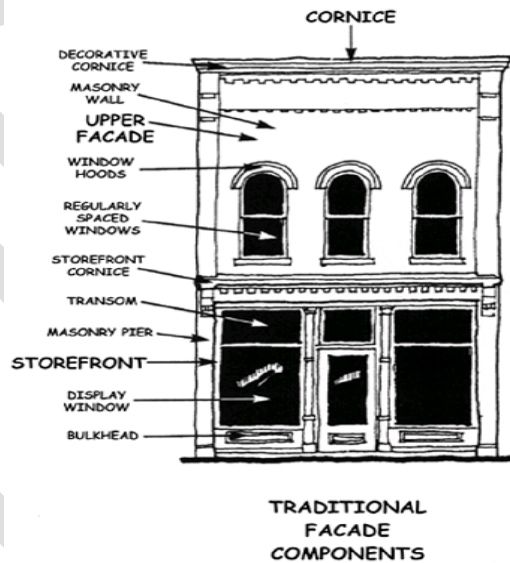 CORNICE
DECORATIVE
CORNICE
MASONRY
WALL
UPPER
FACADE
WINDOW
HOODS
REGULARLY
SPACED
WINDOWS
STOREFRONT
CORNICE
TRANSOM
MASONRY PIER
STOREFRONT
DISPLAY
WINDOW
BULKHEAD
TRADITIONAL
FACADE
COMPONENTS